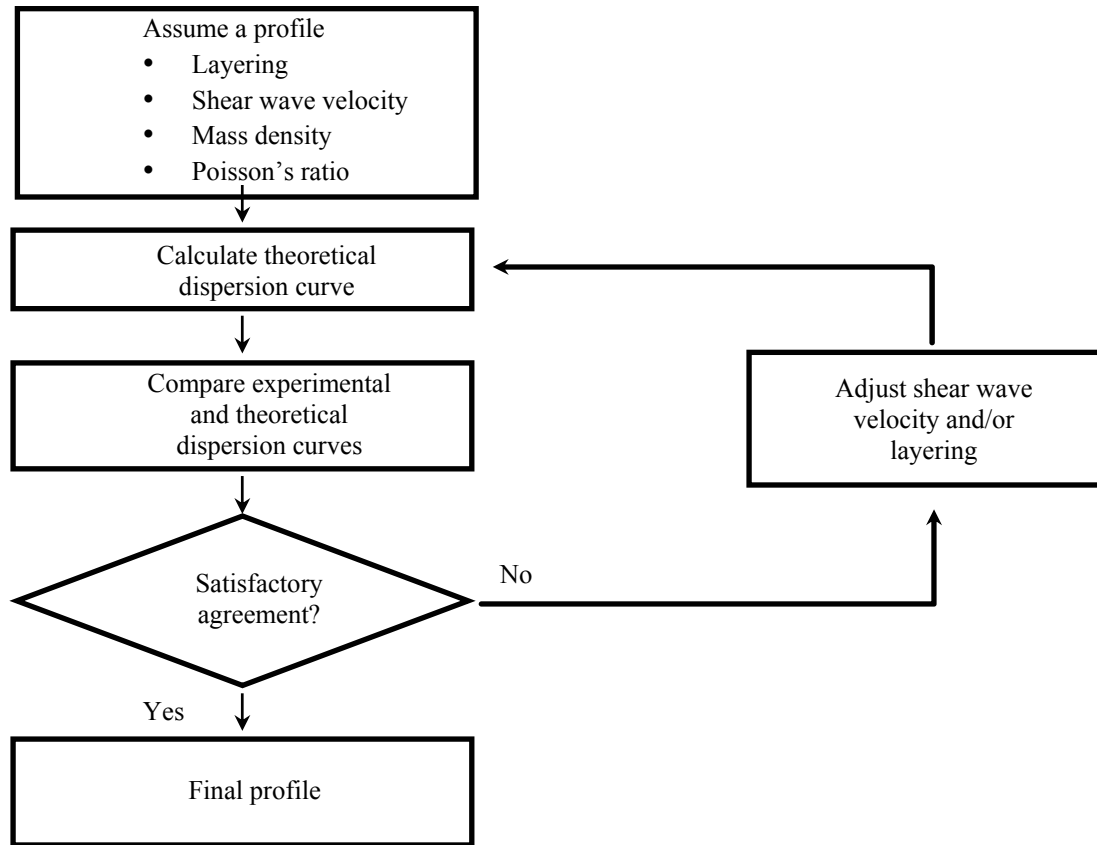 Assume a profile
• Layering
• Shear wave velocity
• Mass density
• Poisson’s ratio
Calculate theoretical
dispersion curve
Compare experimental
and theoretical
dispersion curves
Adjust shear wave
velocity and/or
layering
Satisfactory
agreement?
No
Yes
Final profile